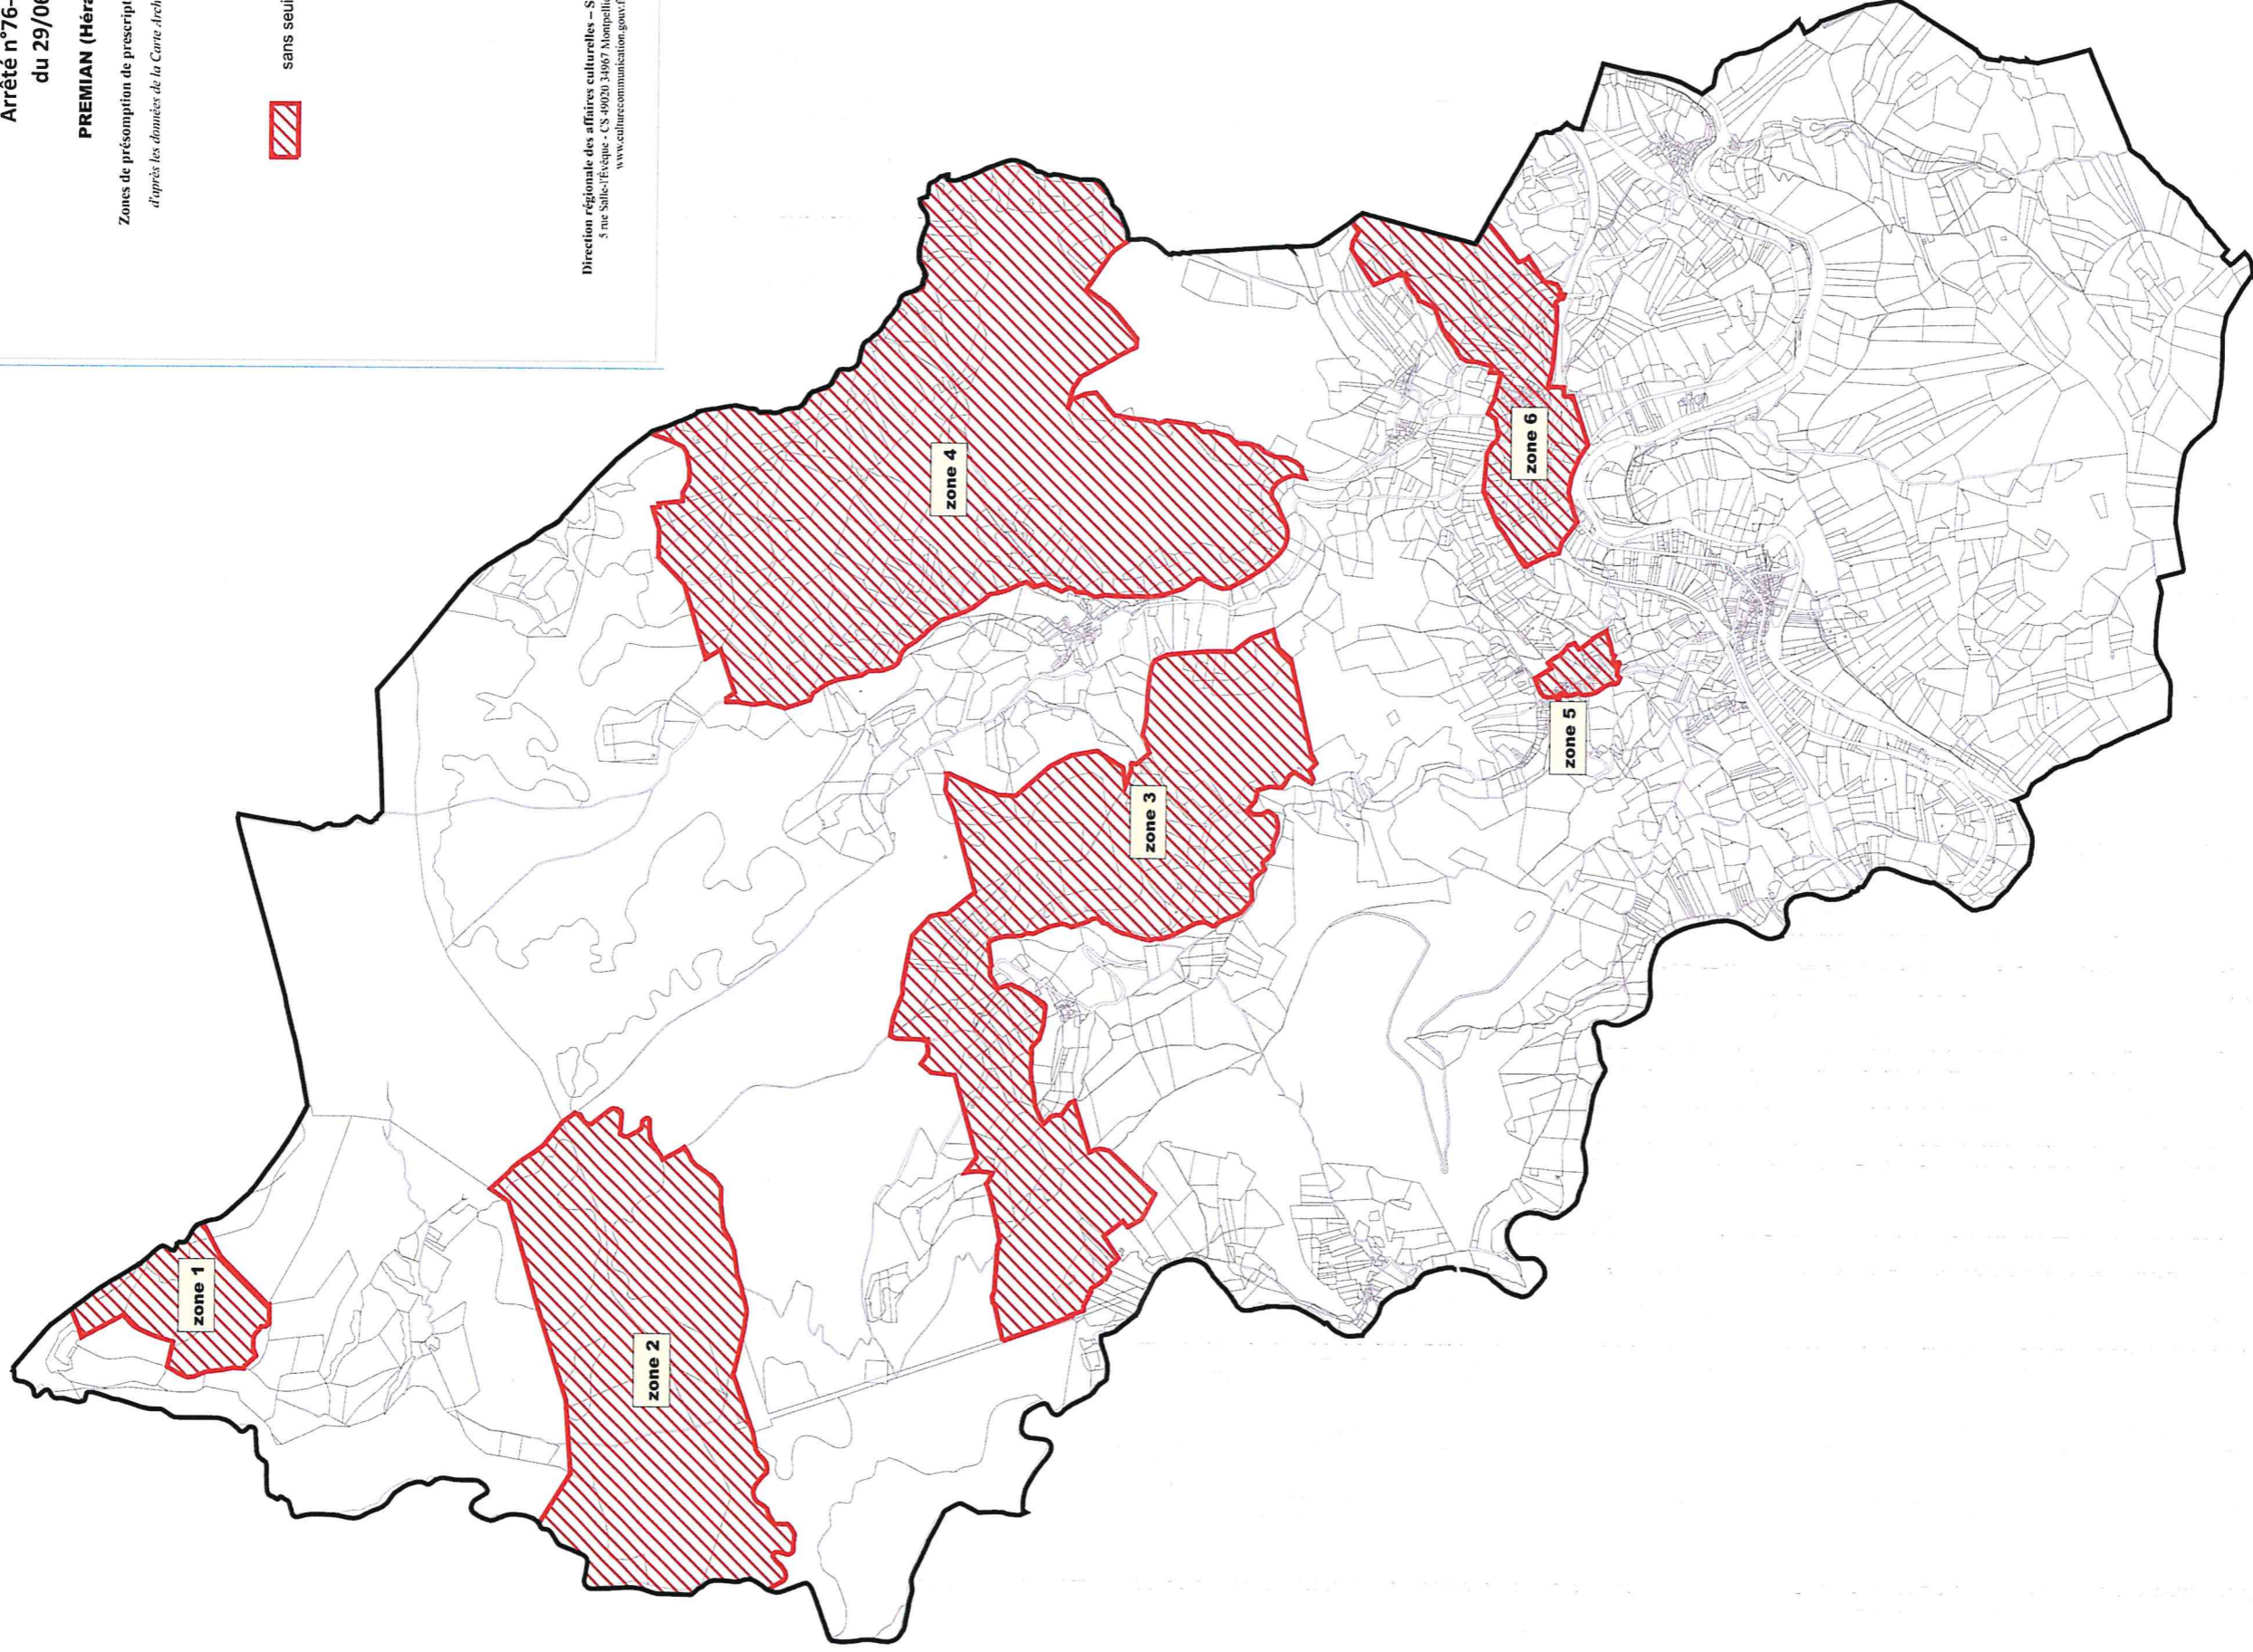 Arrêté n°76-
du 29/06
PREMIAN (Héra
Zones de présomption de prescript
d'après les données de la Carte Arch
sans seui
Direction régionale des affaires culturelles – S
5 rue Salle-l'Évêque - CS 49020 34967 Montpellie
www.culturecommunication.gouv.f
zone 1
zone 2
zone 3
zone 4
zone 5
zone 6